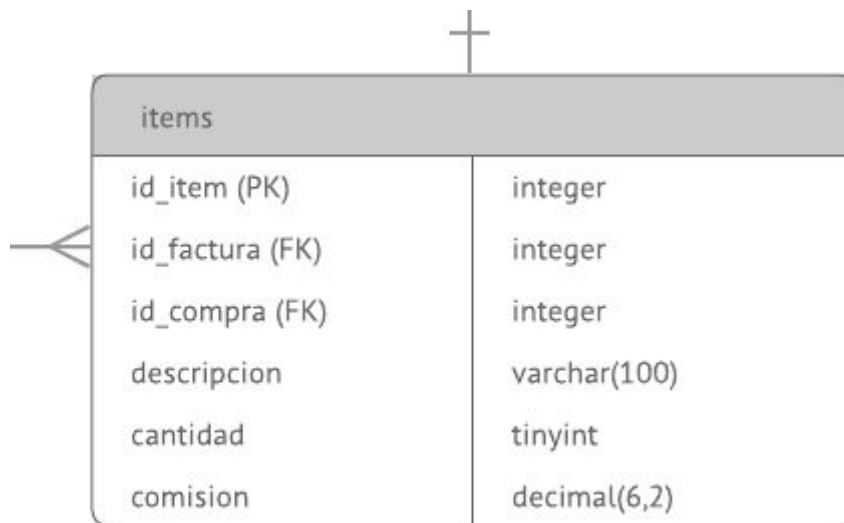 items
id_item (PK) integer
id_factura (FK) integer
id_compra (FK) integer
descripcion varchar(100)
cantidad tinyint
comision decimal(6,2)